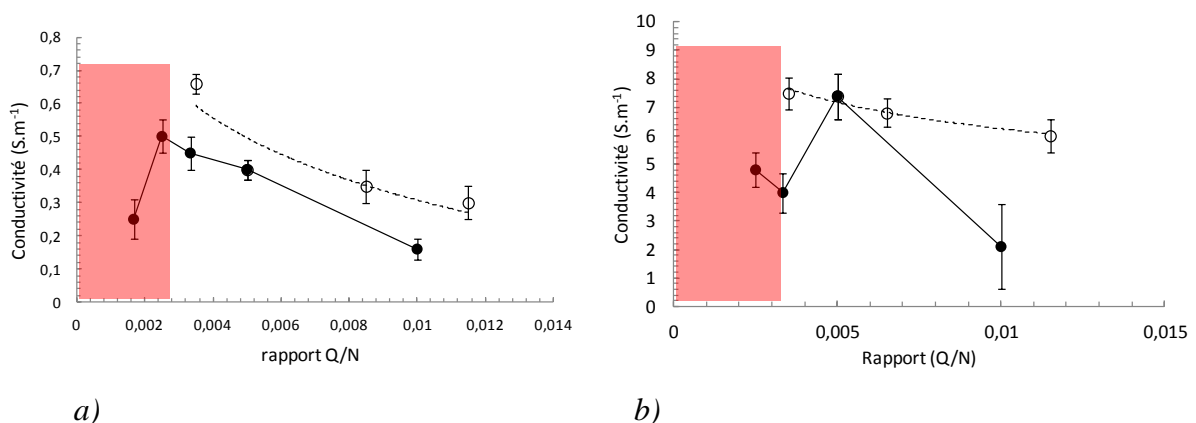 0,8
0,7
0,6
0,5
0,4
0,3
0,2
0,1
0
Conductivité (S.m-1)
0 0,002 0,004 0,006 0,008 0,01 0,012 0,014
rapport Q/N
a)
10
9
8
7
6
5
4
3
2
1
0
Conductivité (S.m-1)
0 0,005 0,01 0,015
Rapport (Q/N)
b)